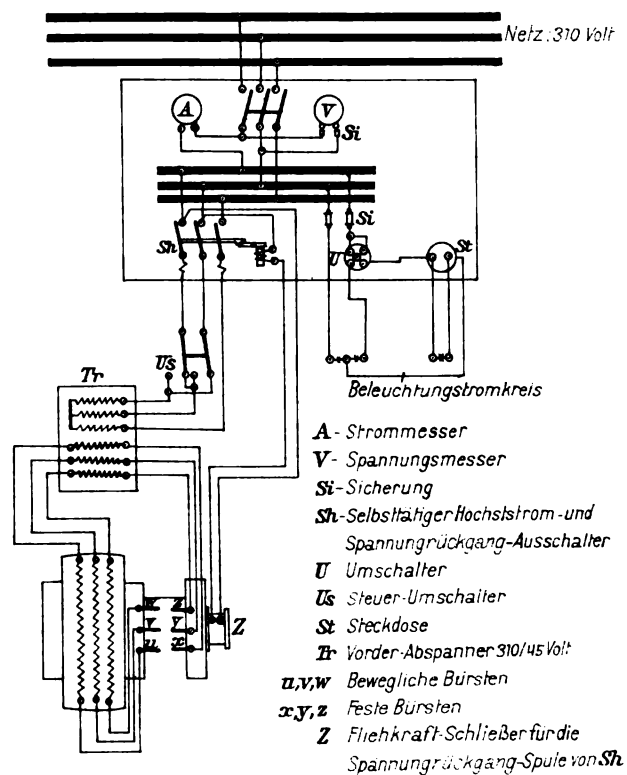 Netz: 310 Volt
A
V
Si
Si
Sh
U
St
Us
Tr
Beleuchtungstromkreis
A - Strommesser
V - Spannungsmesser
Si - Sicherung
Sh - Selbsttätiger Hochststrom- und
Spannungrückgang-Ausschalter
U Umschalter
Us Steuer-Umschalter
St Steckdose
Tr Vorder-Abspanner 310/45 Volt
u,v,w Bewegliche Bürsten
x,y,z Feste Bürsten
Z Fliehkraft-Schließer für die
Spannungrückgang-Spule von Sh
w z
v y
u x
Z